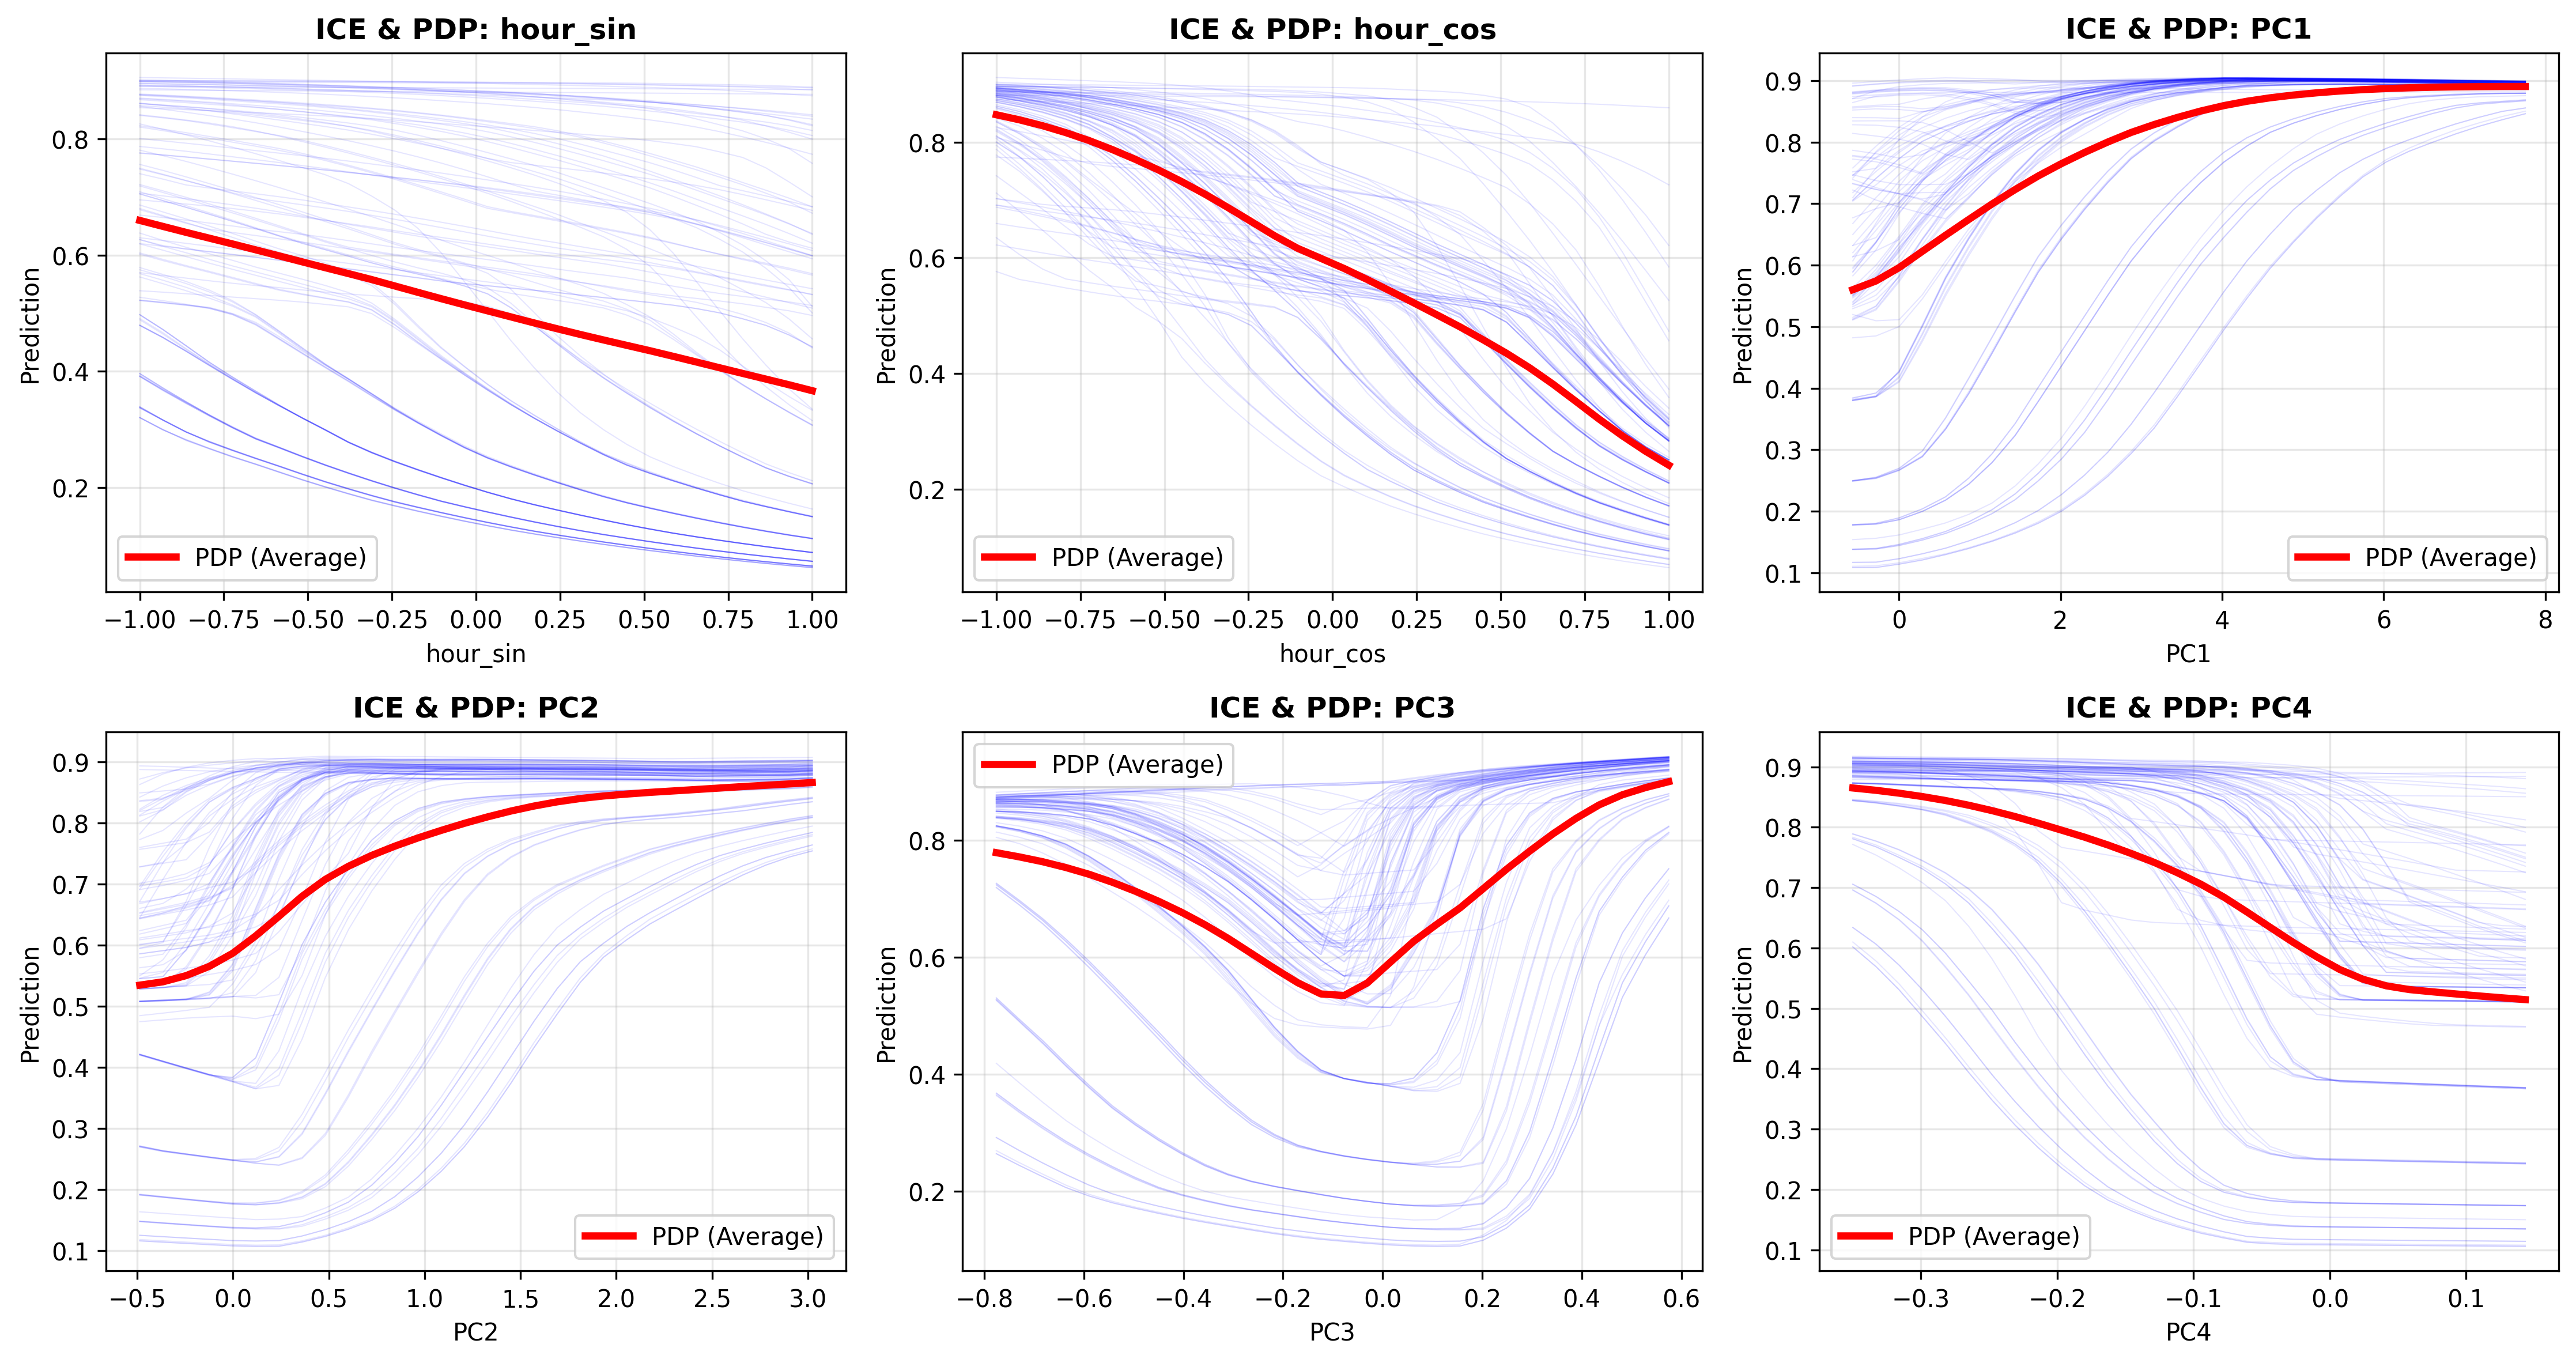 ICE & PDP: hour_sin
Prediction
0.8
0.6
0.4
0.2
PDP (Average)
−1.00 −0.75 −0.50 −0.25 0.00 0.25 0.50 0.75 1.00
hour_sin
ICE & PDP: hour_cos
Prediction
0.8
0.6
0.4
0.2
PDP (Average)
−1.00 −0.75 −0.50 −0.25 0.00 0.25 0.50 0.75 1.00
hour_cos
ICE & PDP: PC1
Prediction
0.9
0.8
0.7
0.6
0.5
0.4
0.3
0.2
0.1
PDP (Average)
0 2 4 6 8
PC1
ICE & PDP: PC2
Prediction
0.9
0.8
0.7
0.6
0.5
0.4
0.3
0.2
0.1
PDP (Average)
−0.5 0.0 0.5 1.0 1.5 2.0 2.5 3.0
PC2
ICE & PDP: PC3
PDP (Average)
Prediction
0.8
0.6
0.4
0.2
−0.8 −0.6 −0.4 −0.2 0.0 0.2 0.4 0.6
PC3
ICE & PDP: PC4
Prediction
0.9
0.8
0.7
0.6
0.5
0.4
0.3
0.2
0.1
PDP (Average)
−0.3 −0.2 −0.1 0.0 0.1
PC4